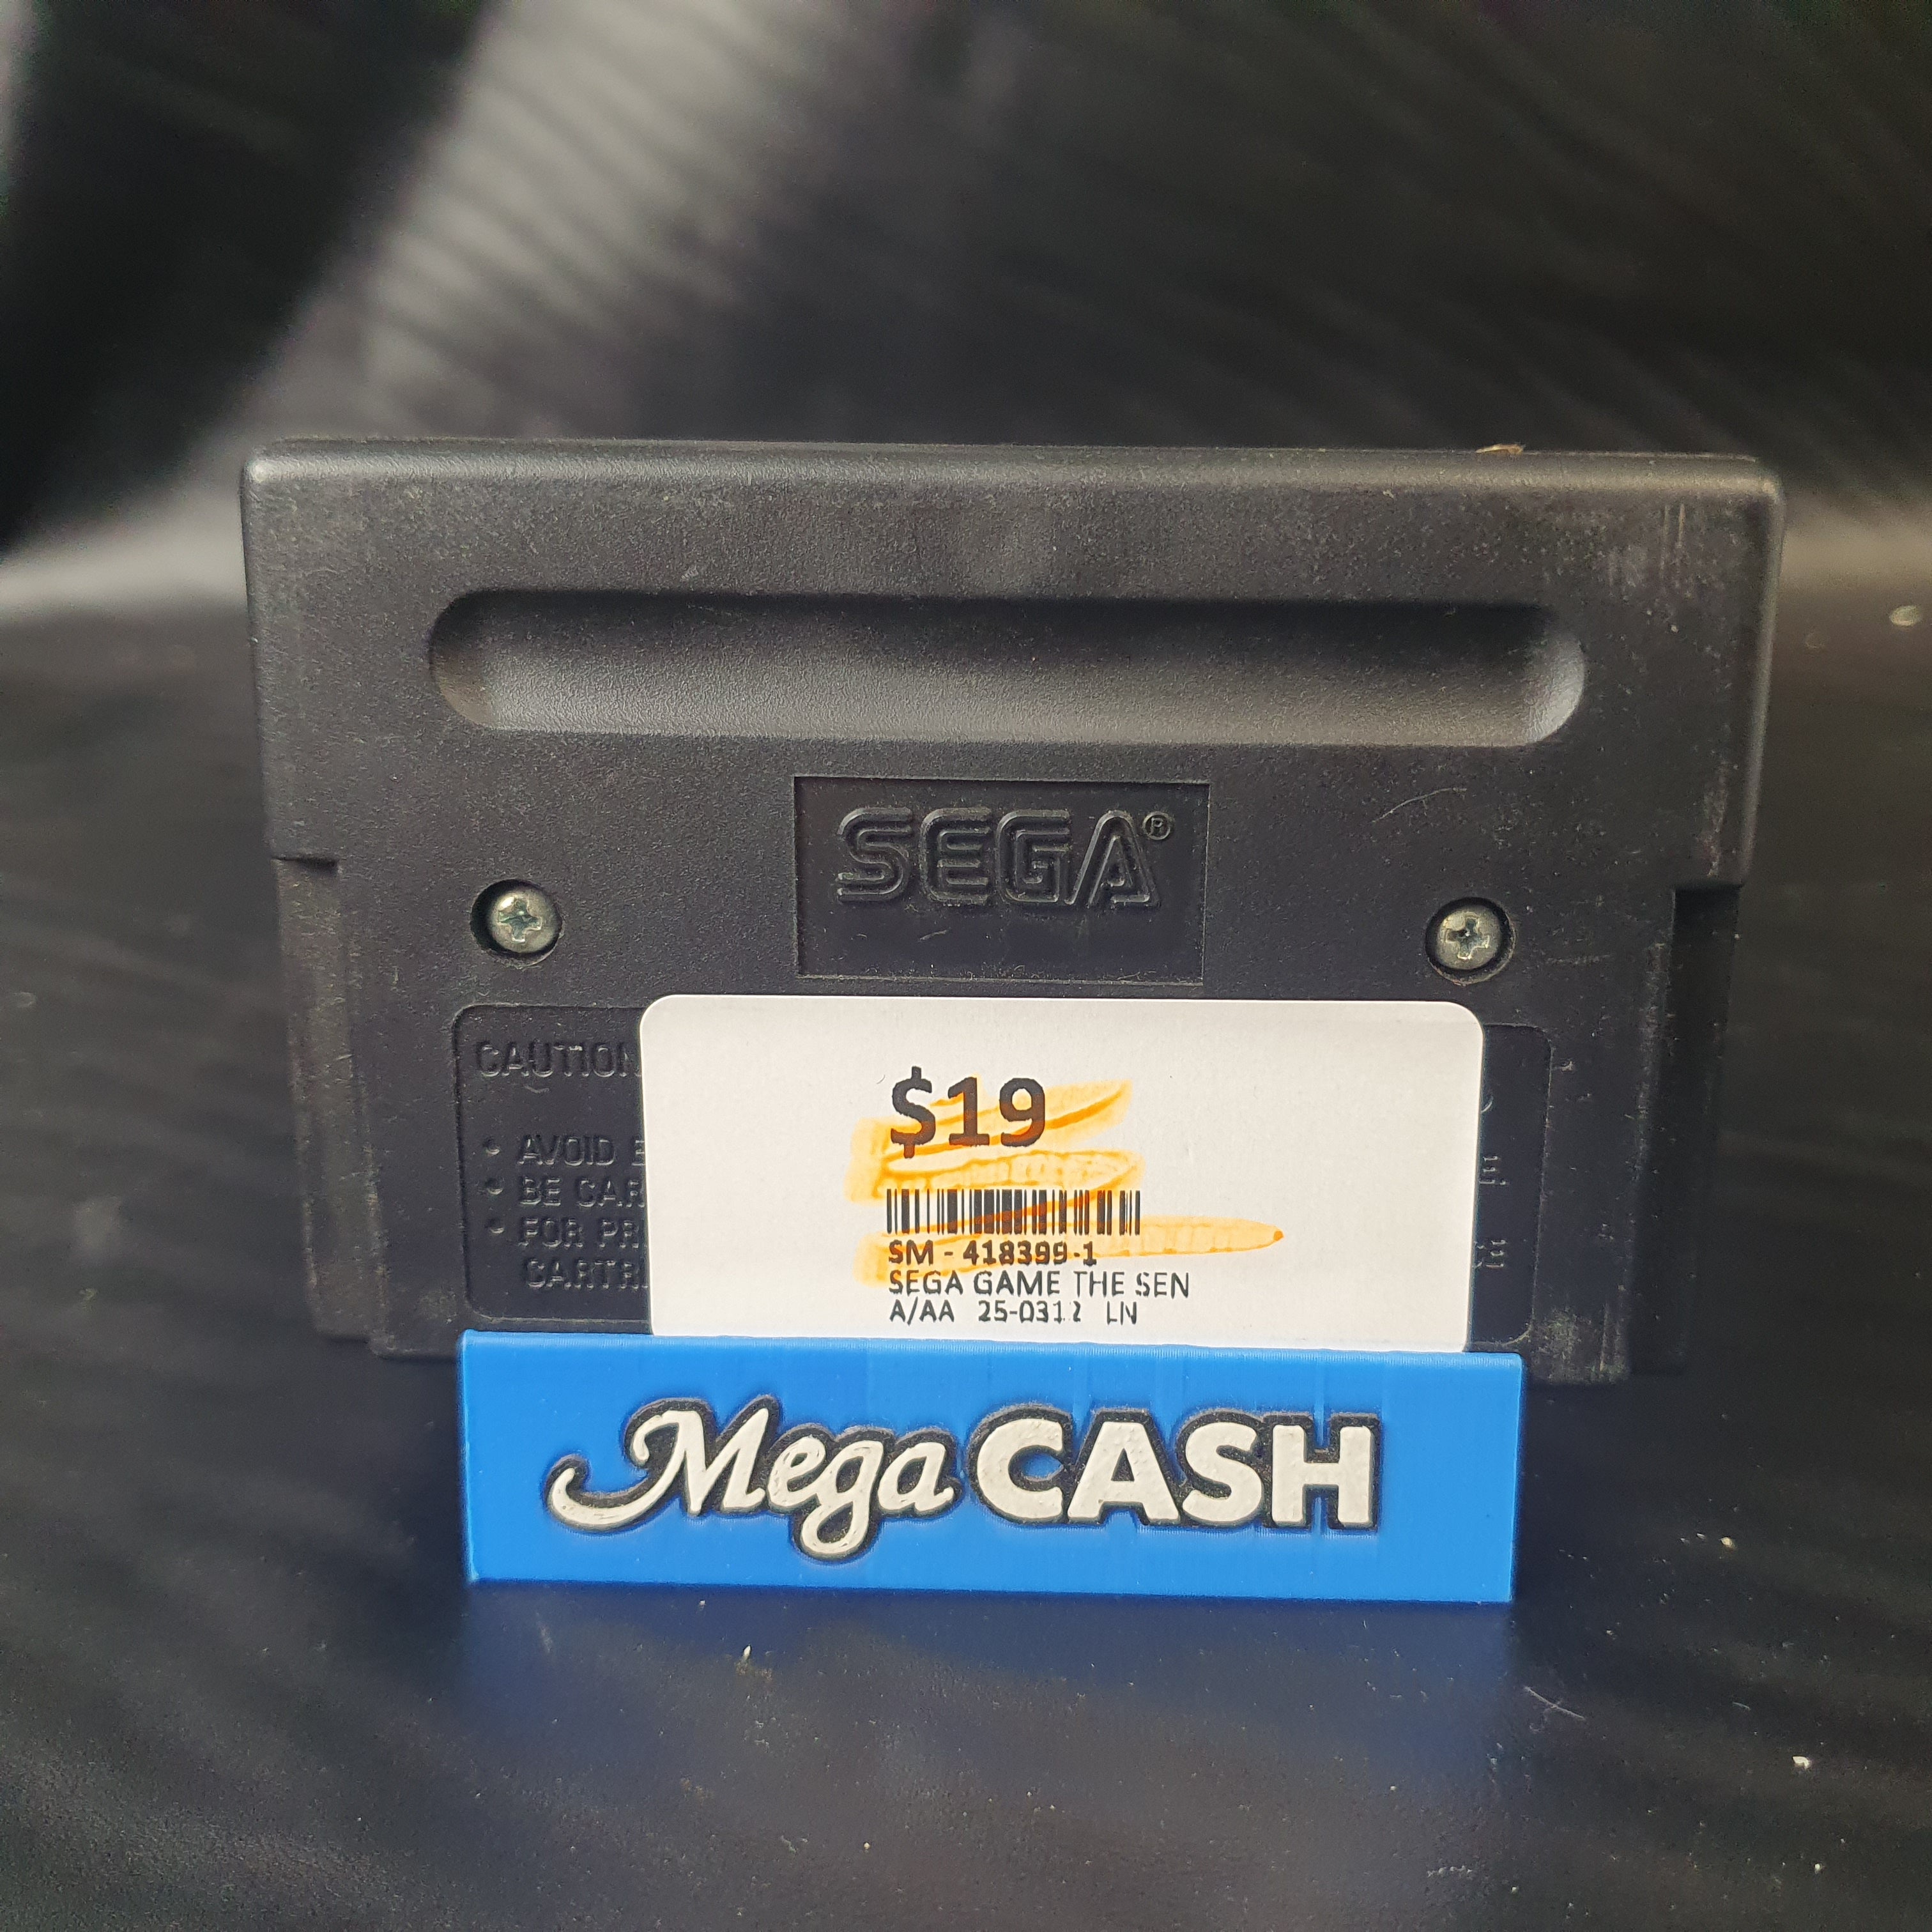 SEGA®
CAUTION
• AVOID
• BE CAR
• FOR PR
CARTRI
$19
SM - 418399-1
SEGA GAME THE SEN
A/AA 25-0312 LN
Mega CASH